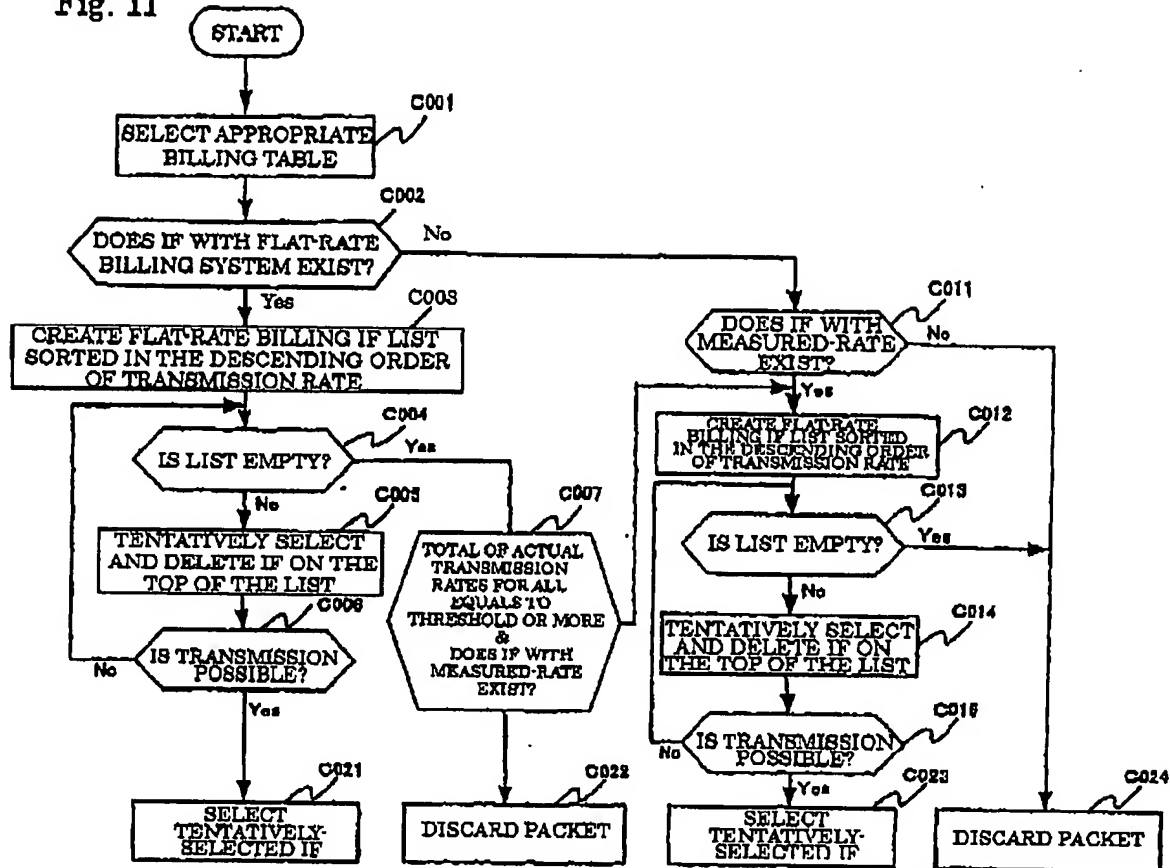 Fig. 11
START
C001
SELECT APPROPRIATE
BILLING TABLE
C002
DOES IF WITH FLAT-RATE
BILLING SYSTEM EXIST?
No
Yes
C003
CREATE FLAT-RATE BILLING IF LIST
SORTED IN THE DESCENDING ORDER
OF TRANSMISSION RATE
C004
IS LIST EMPTY?
Yes
No
C005
TENTATIVELY SELECT
AND DELETE IF ON THE
TOP OF THE LIST
C006
IS TRANSMISSION
POSSIBLE?
No
Yes
C021
SELECT
TENTATIVELY-
SELECTED IF
C007
TOTAL OF ACTUAL
TRANSMISSION
RATES FOR ALL
EQUALS TO
THRESHOLD OR MORE
&
DOES IF WITH
MEASURED-RATE
EXIST?
C022
DISCARD PACKET
C011
DOES IF WITH
MEASURED-RATE
EXIST?
No
Yes
C012
CREATE FLAT-RATE
BILLING IF LIST SORTED
IN THE DESCENDING ORDER
OF TRANSMISSION RATE
C013
IS LIST EMPTY?
Yes
No
C014
TENTATIVELY SELECT
AND DELETE IF ON
THE TOP OF THE LIST
C015
IS TRANSMISSION
POSSIBLE?
No
Yes
C023
SELECT
TENTATIVELY-
SELECTED IF
C024
DISCARD PACKET